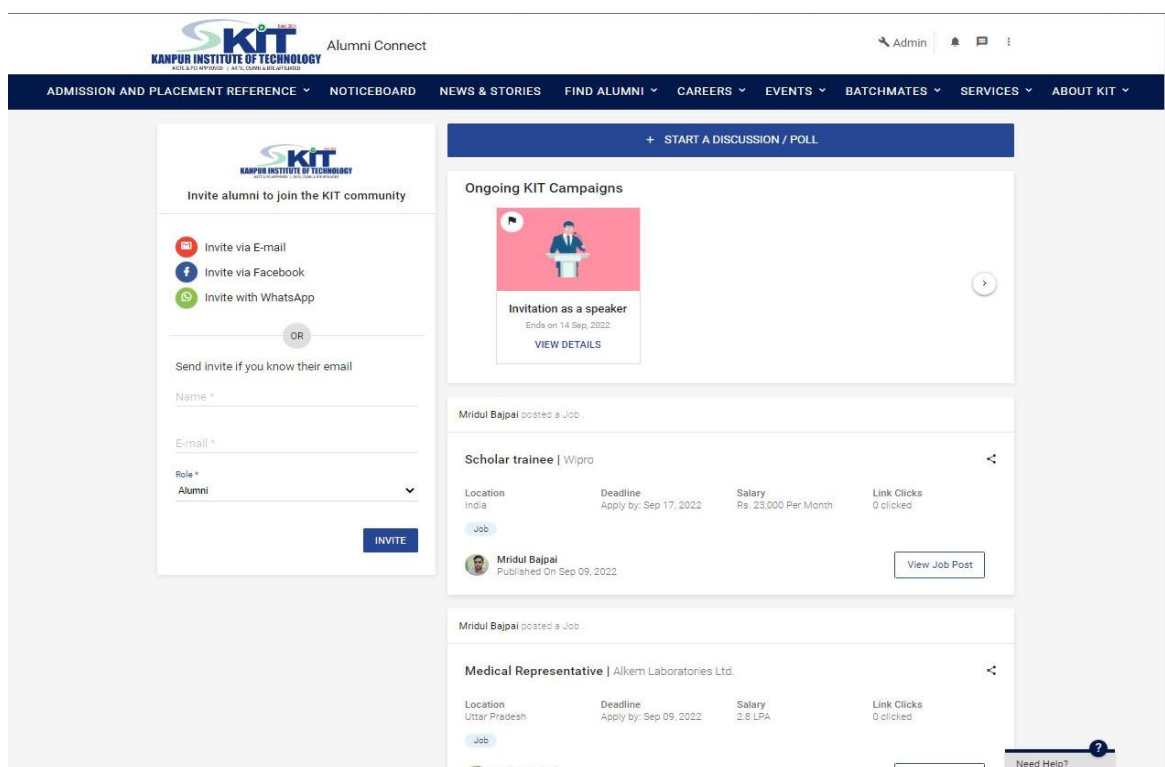 Estd. 2004
SKIT
KANPUR INSTITUTE OF TECHNOLOGY
Alumni Connect
Admin
ADMISSION AND PLACEMENT REFERENCE NOTICEBOARD NEWS & STORIES FIND ALUMNI CAREERS EVENTS BATCHMATES SERVICES ABOUT KIT
SKIT
KANPUR INSTITUTE OF TECHNOLOGY
Invite alumni to join the KIT community
Invite via E-mail
Invite via Facebook
Invite with WhatsApp
OR
Send invite if you know their email
Name *
E-mail *
Role *
Alumni
INVITE
+ START A DISCUSSION / POLL
Ongoing KIT Campaigns
Invitation as a speaker
Ends on 14 Sep, 2022
VIEW DETAILS
Mridul Bajpai posted a Job .
Scholar trainee | Wipro
Location Deadline Salary Link Clicks
India Apply by: Sep 17, 2022 Rs. 23,000 Per Month 0 clicked
Job
Mridul Bajpai
Published On Sep 09, 2022
View Job Post
Mridul Bajpai posted a Job .
Medical Representative | Alkem Laboratories Ltd.
Location Deadline Salary Link Clicks
Uttar Pradesh Apply by: Sep 09, 2022 2.8 LPA 0 clicked
Job
?
Need Help?